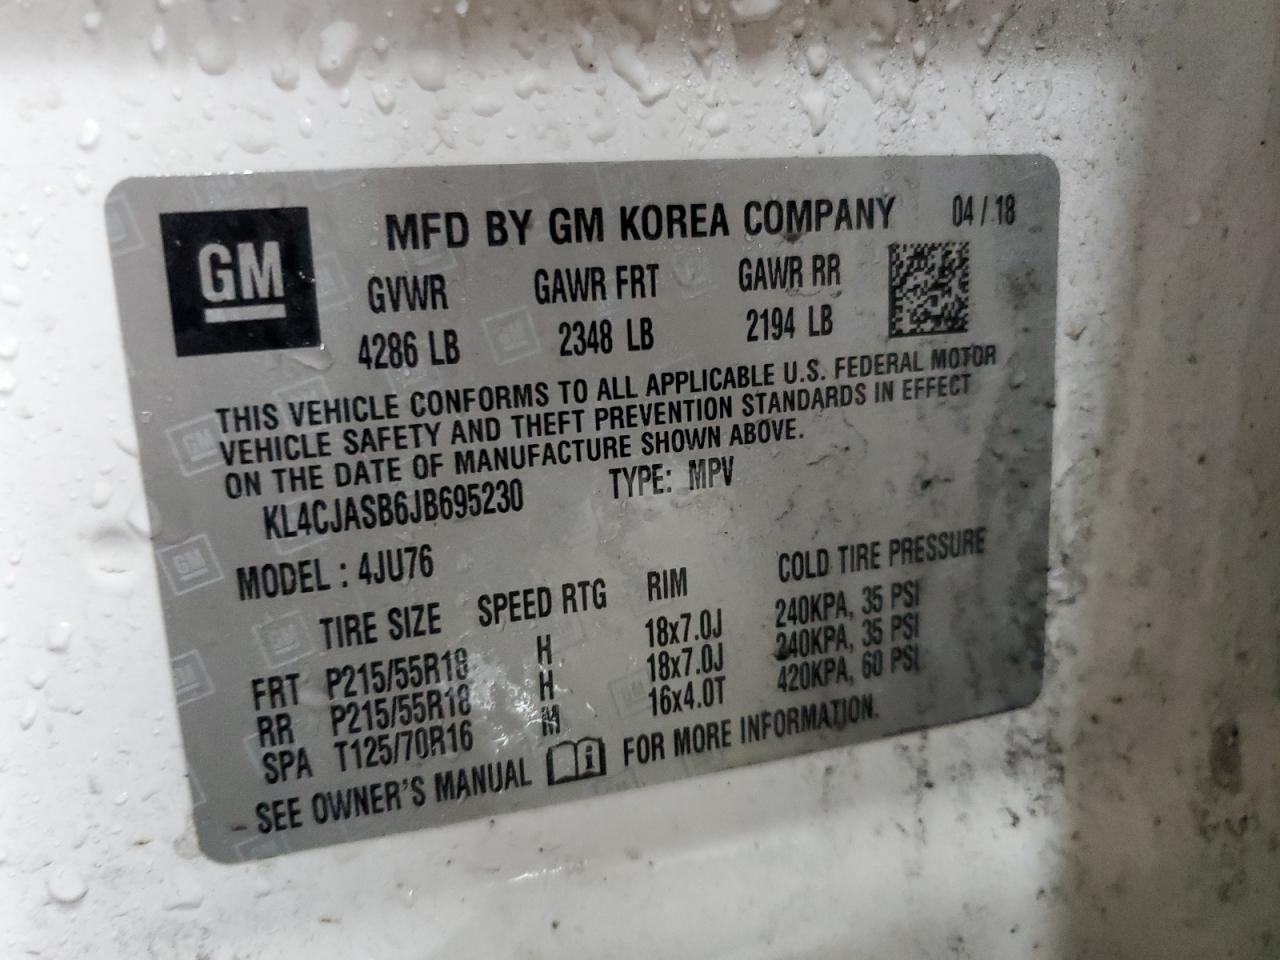 GM
MFD BY GM KOREA COMPANY 04 / 18
GVWR GAWR FRT GAWR RR
4286 LB 2348 LB 2194 LB
THIS VEHICLE CONFORMS TO ALL APPLICABLE U.S. FEDERAL MOTOR
VEHICLE SAFETY AND THEFT PREVENTION STANDARDS IN EFFECT
ON THE DATE OF MANUFACTURE SHOWN ABOVE.
KL4CJASB6JB695230 TYPE: MPV
MODEL : 4JU76
TIRE SIZE SPEED RTG RIM COLD TIRE PRESSURE
FRT P215/55R18 H 18x7.0J 240KPA, 35 PSI
RR P215/55R18 H 18x7.0J 240KPA, 35 PSI
SPA T125/70R16 M 16x4.0T 420KPA, 60 PSI
SEE OWNER'S MANUAL i FOR MORE INFORMATION.